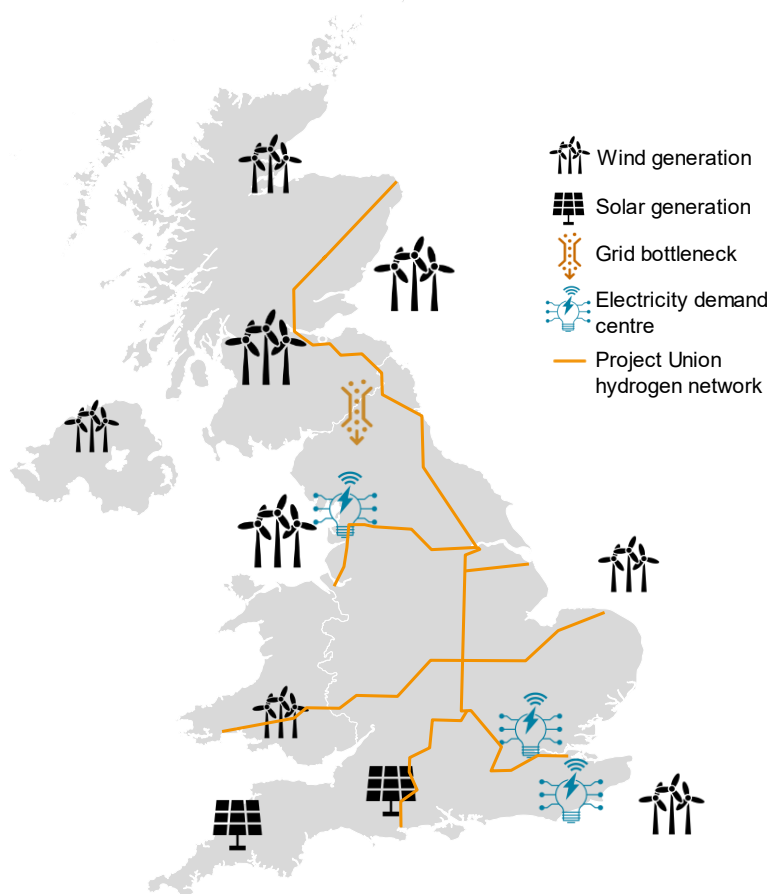 Wind generation
Solar generation
Grid bottleneck
Electricity demand
centre
Project Union
hydrogen network